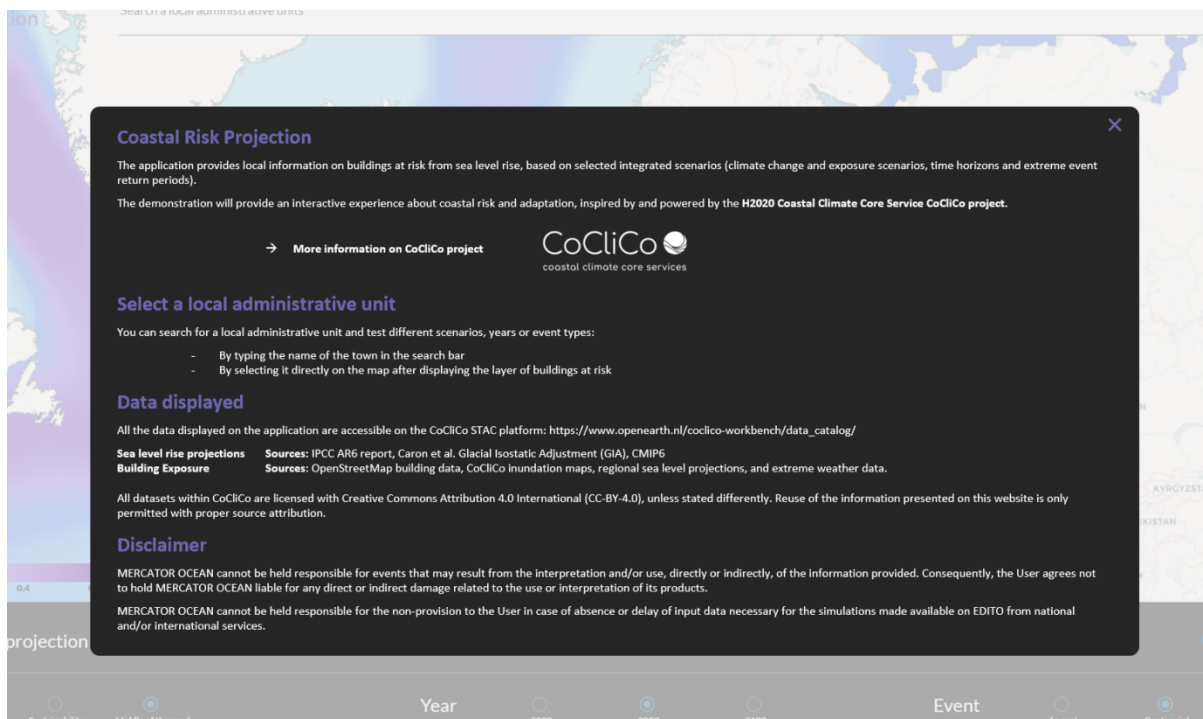 Search a local administrative units
Coastal Risk Projection
The application provides local information on buildings at risk from sea level rise, based on selected integrated scenarios (climate change and exposure scenarios, time horizons and extreme event
return periods).
The demonstration will provide an interactive experience about coastal risk and adaptation, inspired by and powered by the H2020 Coastal Climate Core Service CoCliCo project.
→ More information on CoCliCo project
CoCliCo
coastal climate core services
Select a local administrative unit
You can search for a local administrative unit and test different scenarios, years or event types:
- By typing the name of the town in the search bar
- By selecting it directly on the map after displaying the layer of buildings at risk
Data displayed
All the data displayed on the application are accessible on the CoCliCo STAC platform: https://www.openearth.nl/coclico-workbench/data_catalog/
Sea level rise projections Sources: IPCC AR6 report, Caron et al. Glacial Isostatic Adjustment (GIA), CMIP6
Building Exposure Sources: OpenStreetMap building data, CoCliCo inundation maps, regional sea level projections, and extreme weather data.
All datasets within CoCliCo are licensed with Creative Commons Attribution 4.0 International (CC-BY-4.0), unless stated differently. Reuse of the information presented on this website is only
permitted with proper source attribution.
Disclaimer
MERCATOR OCEAN cannot be held responsible for events that may result from the interpretation and/or use, directly or indirectly, of the information provided. Consequently, the User agrees not
to hold MERCATOR OCEAN liable for any direct or indirect damage related to the use or interpretation of its products.
MERCATOR OCEAN cannot be held responsible for the non-provision to the User in case of absence or delay of input data necessary for the simulations made available on EDITO from national
and/or international services.
KYRGYZST
KISTAN
0.4
projection
Year
Event